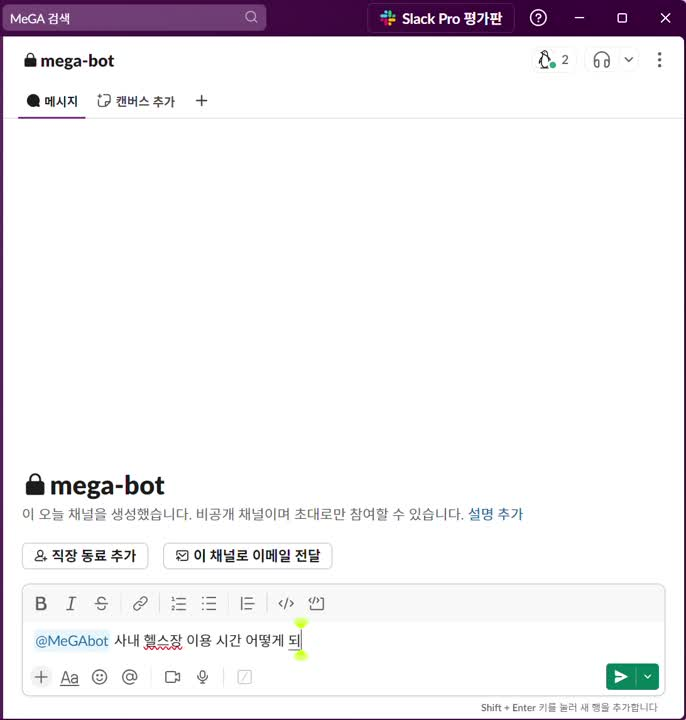 MeGA 검색
Slack Pro 평가판
mega-bot
2
메시지
캔버스 추가
mega-bot
이 오늘 채널을 생성했습니다. 비공개 채널이며 초대로만 참여할 수 있습니다. 설명 추가
직장 동료 추가
이 채널로 이메일 전달
@MeGAbot 사내 헬스장 이용 시간 어떻게 되
Aa
Shift + Enter 키를 눌러 새 행을 추가합니다